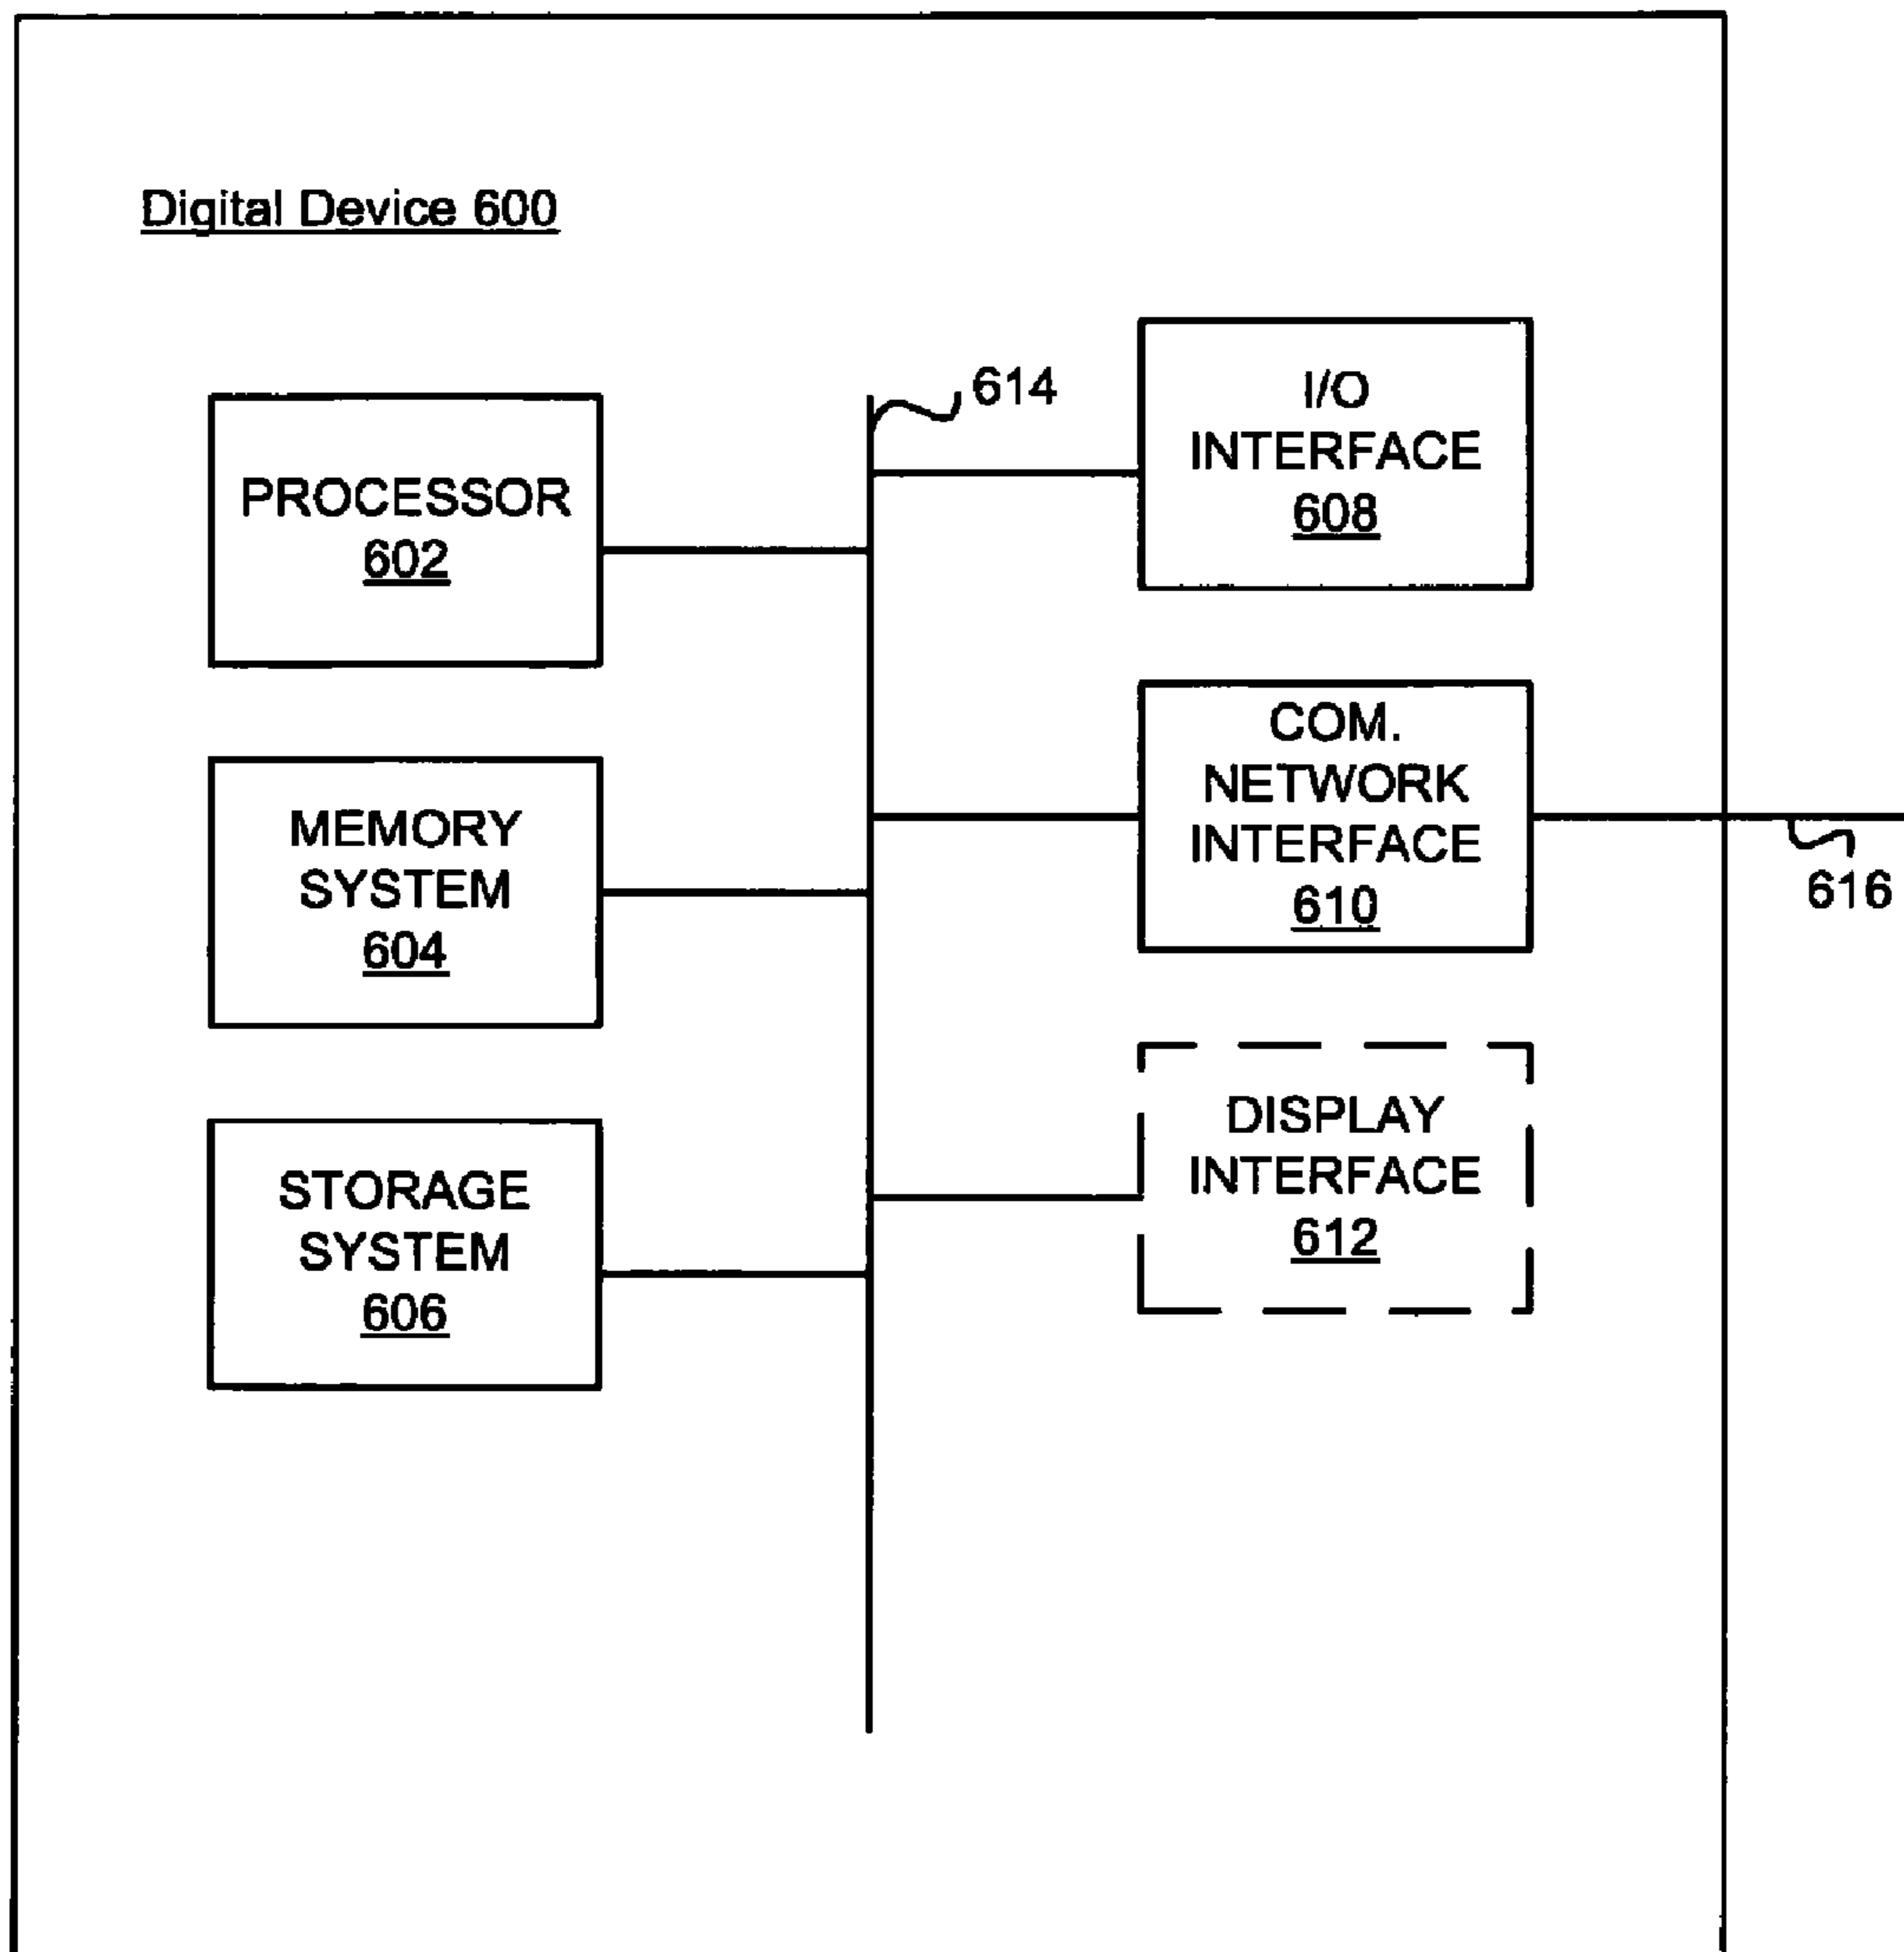 Digital Device 600
PROCESSOR
602
MEMORY
SYSTEM
604
STORAGE
SYSTEM
606
614
I/O
INTERFACE
608
COM.
NETWORK
INTERFACE
610
616
DISPLAY
INTERFACE
612